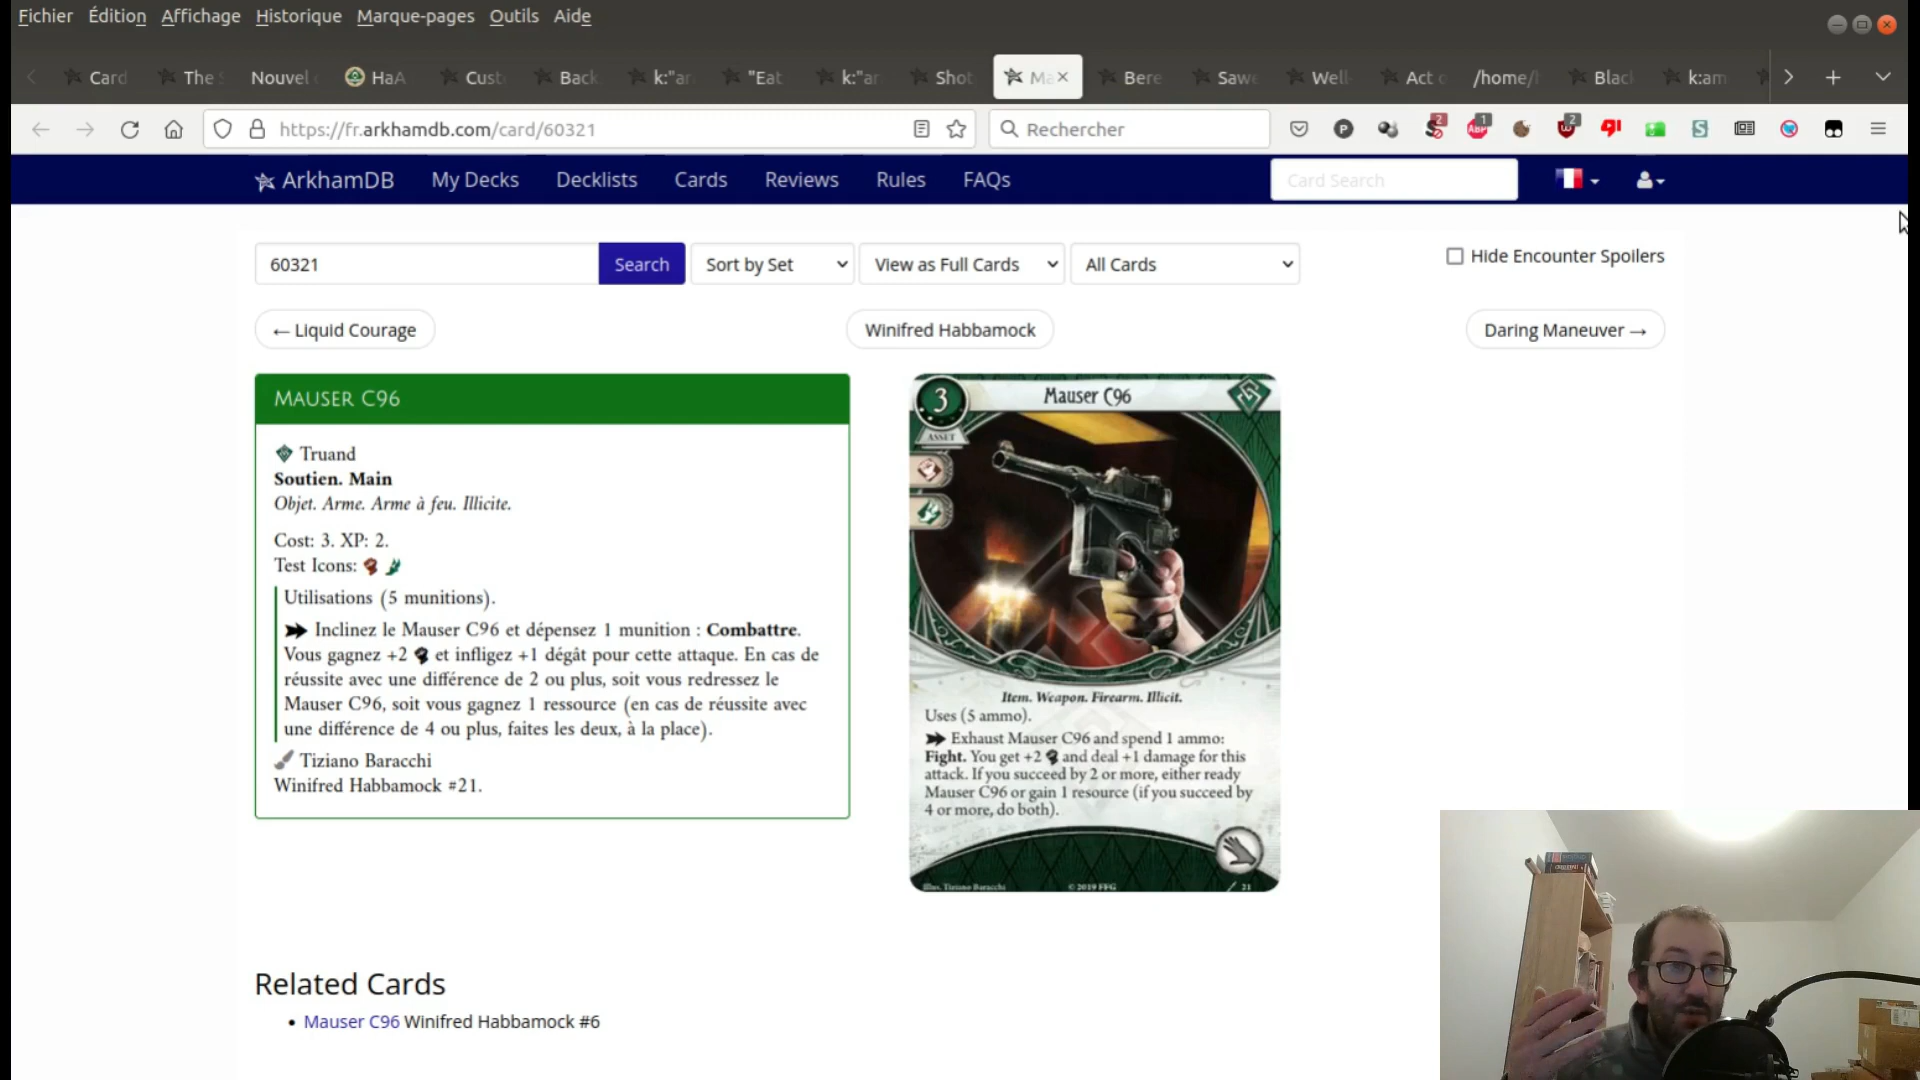 Fichier Édition Affichage Historique Marque-pages Outils Aide
Card The Nouvel HaA Cust Back k:"ar "Eat k:"ar Shot Ma Bere Sawe Well Act o /home/ Blac k:am
https://fr.arkhamdb.com/card/60321
Rechercher
ArkhamDB My Decks Decklists Cards Reviews Rules FAQs
Card Search
60321 Search Sort by Set View as Full Cards All Cards
Hide Encounter Spoilers
← Liquid Courage
Winifred Habbamock
Daring Maneuver →
Mauser C96
Truand
Soutien. Main
Objet. Arme. Arme à feu. Illicite.
Cost: 3. XP: 2.
Test Icons:
Utilisations (5 munitions).
Inclinez le Mauser C96 et dépensez 1 munition : Combattre.
Vous gagnez +2 et infligez +1 dégât pour cette attaque. En cas de
réussite avec une différence de 2 ou plus, soit vous redressez le
Mauser C96, soit vous gagnez 1 ressource (en cas de réussite avec
une différence de 4 ou plus, faites les deux, à la place).
Tiziano Baracchi
Winifred Habbamock #21.
3
Mauser C96
ASSET
Item. Weapon. Firearm. Illicit.
Uses (5 ammo).
Exhaust Mauser C96 and spend 1 ammo:
Fight. You get +2 and deal +1 damage for this
attack. If you succeed by 2 or more, either ready
Mauser C96 or gain 1 resource (if you succeed by
4 or more, do both).
Illus. Tiziano Baracchi © 2019 FFG 21
Related Cards
• Mauser C96 Winifred Habbamock #6